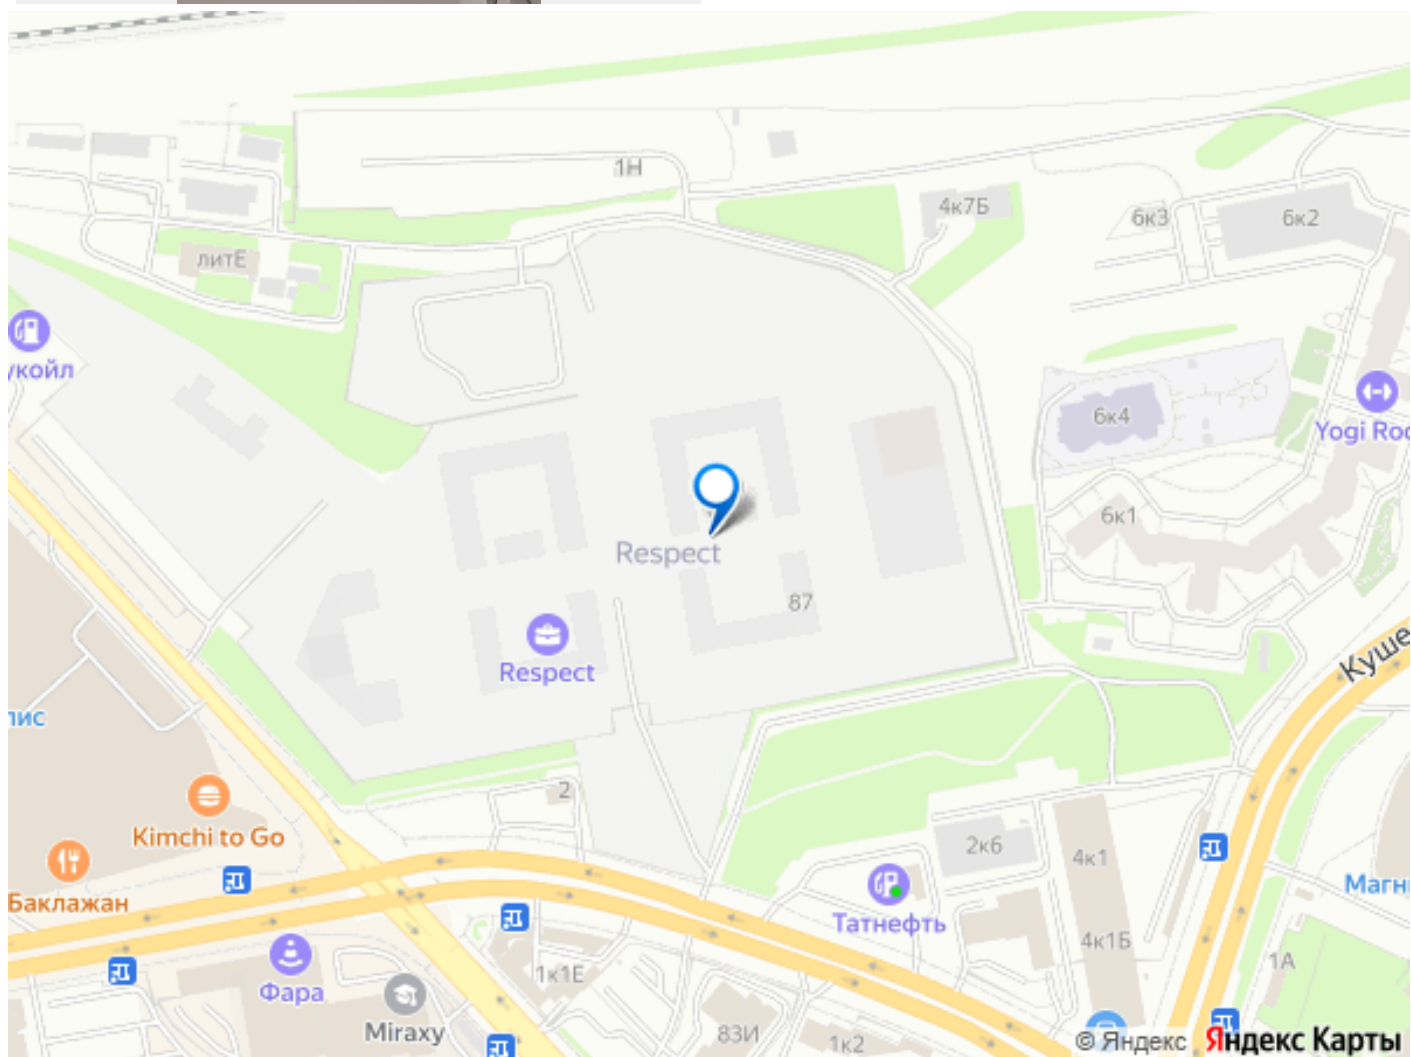 1Н
4к7Б
6к3
6к2
литЕ
укойл
6к4
Yogi Roo
6к1
Respect
87
Respect
Куше
лис
2
Kimchi to Go
2к6
4к1
Баклажан
Татнефть
Магн
4к1Б
1к1Е
1А
Фара
Miraxy
83И
1к2
© Яндекс Яндекс Карты